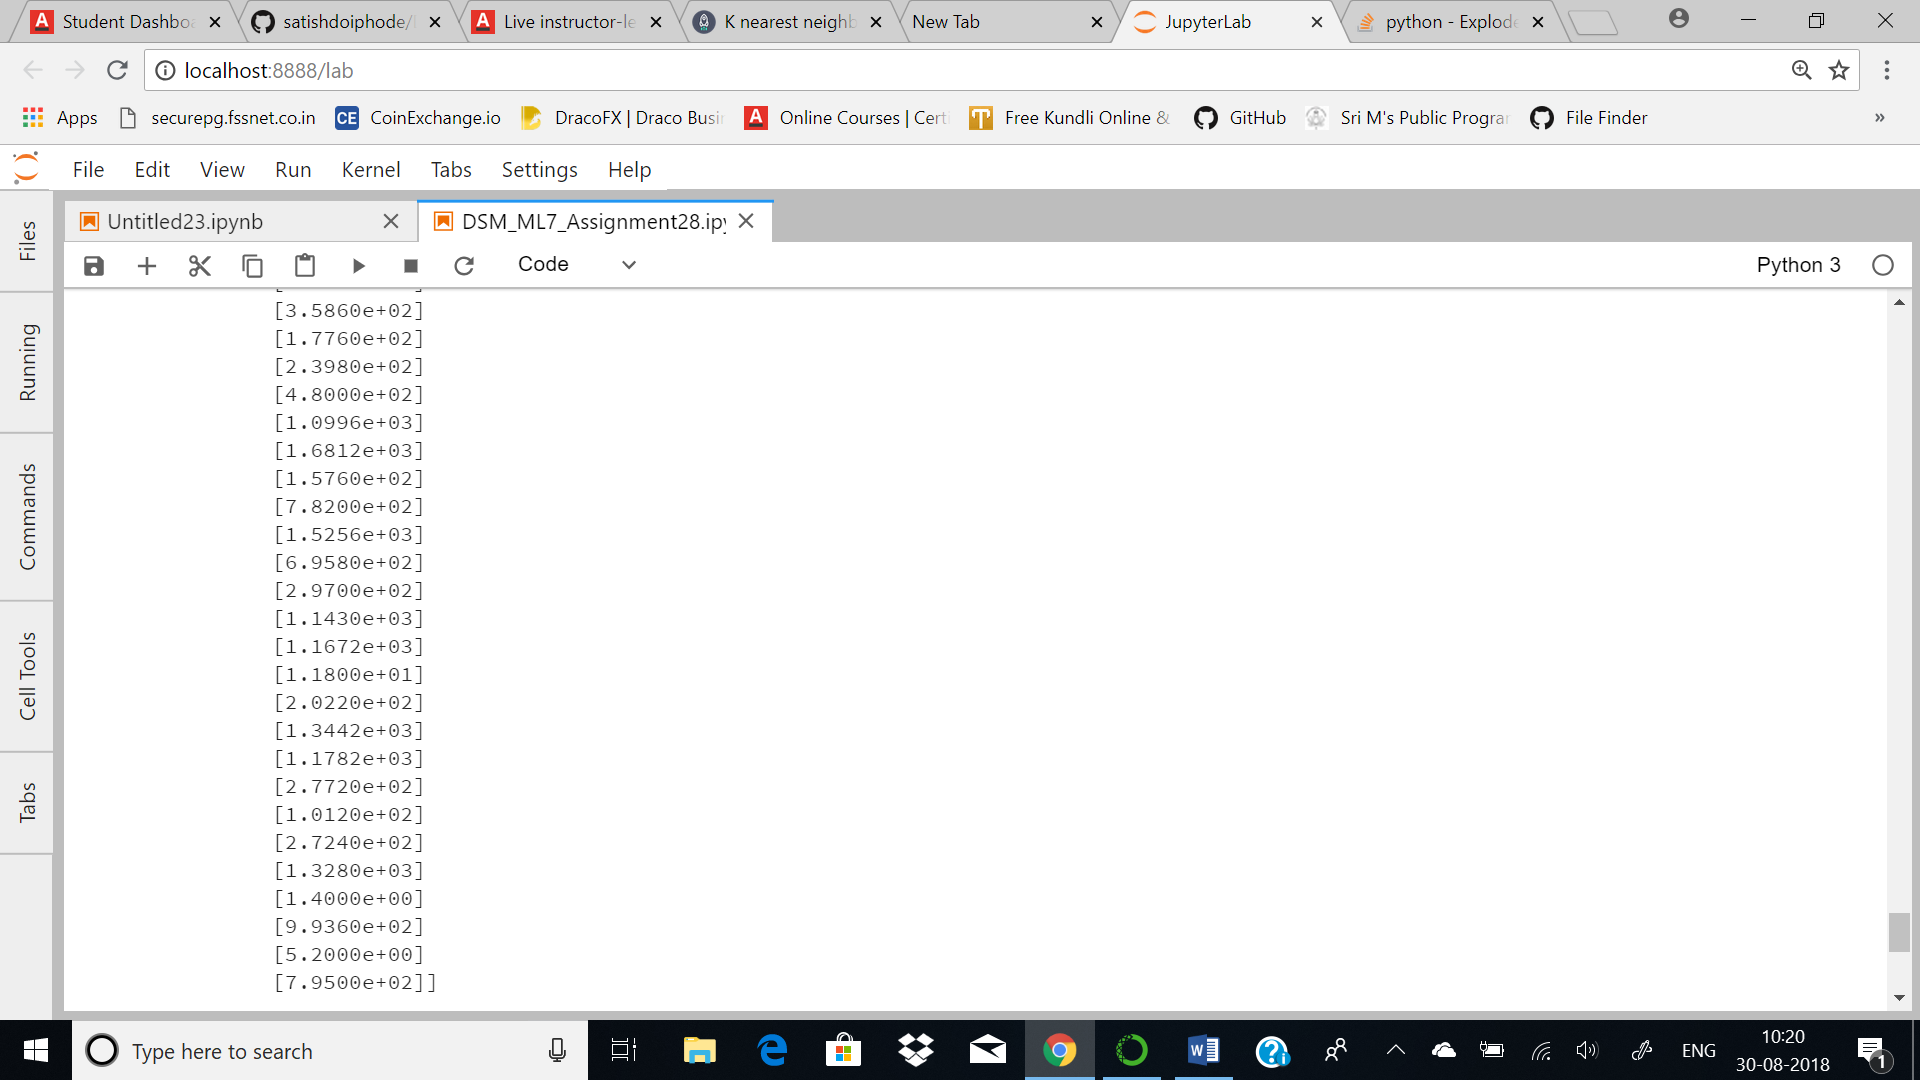 Student Dashbo
satishdoiphode/
Live instructor-le
K nearest neighb
New Tab
JupyterLab
python - Explode
localhost:8888/lab
Apps
securepg.fssnet.co.in
CE
CoinExchange.io
DracoFX | Draco Busi
Online Courses | Cert
Free Kundli Online &
GitHub
Sri M's Public Progra
File Finder
»
File Edit View Run Kernel Tabs Settings Help
Untitled23.ipynb
DSM_ML7_Assignment28.ipy
Code
Python 3
Files
Running
Commands
Cell Tools
Tabs
[3.5860e+02]
[1.7760e+02]
[2.3980e+02]
[4.8000e+02]
[1.0996e+03]
[1.6812e+03]
[1.5760e+02]
[7.8200e+02]
[1.5256e+03]
[6.9580e+02]
[2.9700e+02]
[1.1430e+03]
[1.1672e+03]
[1.1800e+01]
[2.0220e+02]
[1.3442e+03]
[1.1782e+03]
[2.7720e+02]
[1.0120e+02]
[2.7240e+02]
[1.3280e+03]
[1.4000e+00]
[9.9360e+02]
[5.2000e+00]
[7.9500e+02]]
Type here to search
ENG
10:20
30-08-2018
1